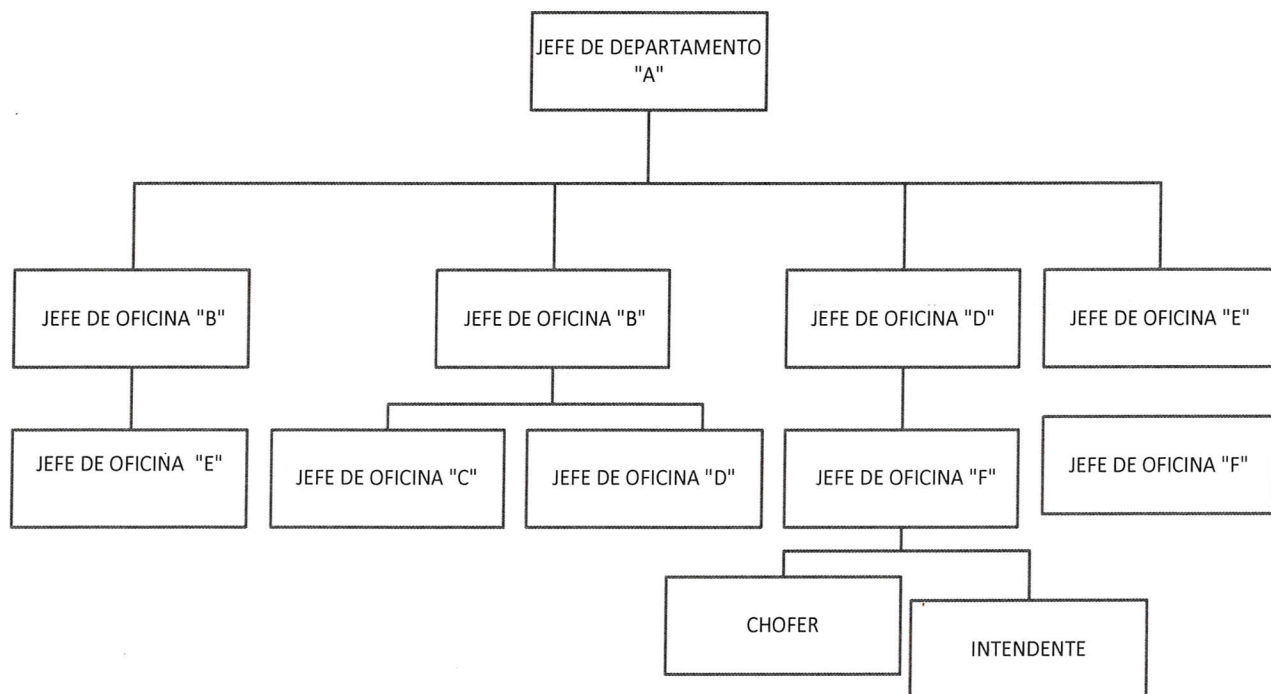 JEFE DE DEPARTAMENTO
"A"
JEFE DE OFICINA "B"
JEFE DE OFICINA "B"
JEFE DE OFICINA "D"
JEFE DE OFICINA "E"
JEFE DE OFICINA "E"
JEFE DE OFICINA "C"
JEFE DE OFICINA "D"
JEFE DE OFICINA "F"
JEFE DE OFICINA "F"
CHOFER
INTENDENTE